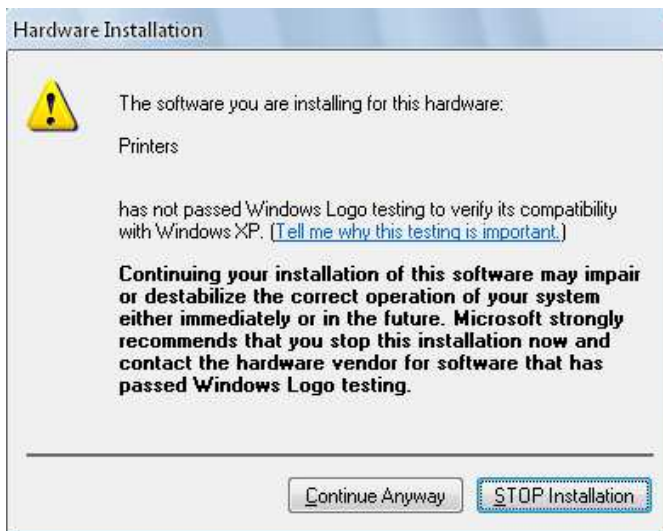 Hardware Installation
The software you are installing for this hardware:
Printers
has not passed Windows Logo testing to verify its compatibility
with Windows XP. (Tell me why this testing is important.)
Continuing your installation of this software may impair
or destabilize the correct operation of your system
either immediately or in the future. Microsoft strongly
recommends that you stop this installation now and
contact the hardware vendor for software that has
passed Windows Logo testing.
Continue Anyway
STOP Installation